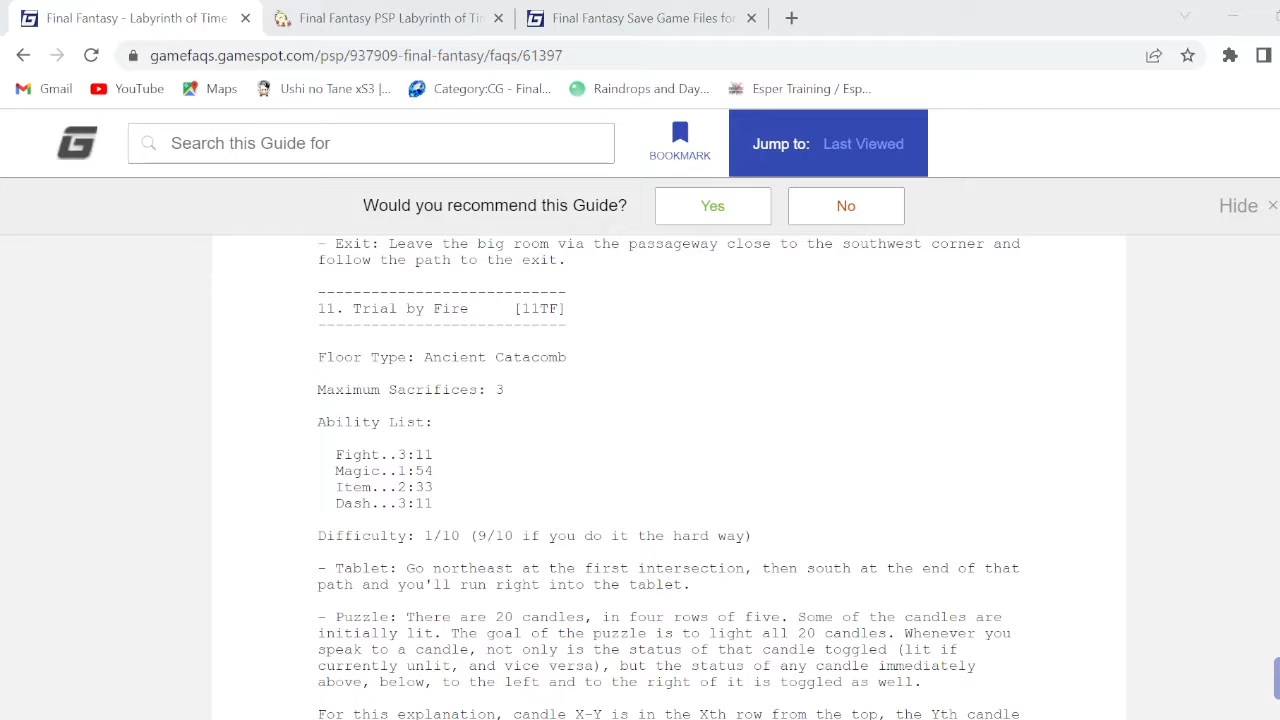 Final Fantasy - Labyrinth of Time
Final Fantasy PSP Labyrinth of Tin
Final Fantasy Save Game Files for
gamefaqs.gamespot.com/psp/937909-final-fantasy/faqs/61397
Gmail
YouTube
Maps
Ushi no Tane xS3 |...
Category:CG - Final...
Raindrops and Day...
Esper Training / Esp...
Search this Guide for
BOOKMARK
Jump to: Last Viewed
Would you recommend this Guide?
Yes
No
Hide ×
- Exit: Leave the big room via the passageway close to the southwest corner and
follow the path to the exit.
----------------------------
11. Trial by Fire [11TF]
----------------------------
Floor Type: Ancient Catacomb
Maximum Sacrifices: 3
Ability List:
Fight..3:11
Magic..1:54
Item...2:33
Dash...3:11
Difficulty: 1/10 (9/10 if you do it the hard way)
- Tablet: Go northeast at the first intersection, then south at the end of that
path and you'll run right into the tablet.
- Puzzle: There are 20 candles, in four rows of five. Some of the candles are
initially lit. The goal of the puzzle is to light all 20 candles. Whenever you
speak to a candle, not only is the status of that candle toggled (lit if
currently unlit, and vice versa), but the status of any candle immediately
above, below, to the left and to the right of it is toggled as well.
For this explanation, candle X-Y is in the Xth row from the top, the Yth candle